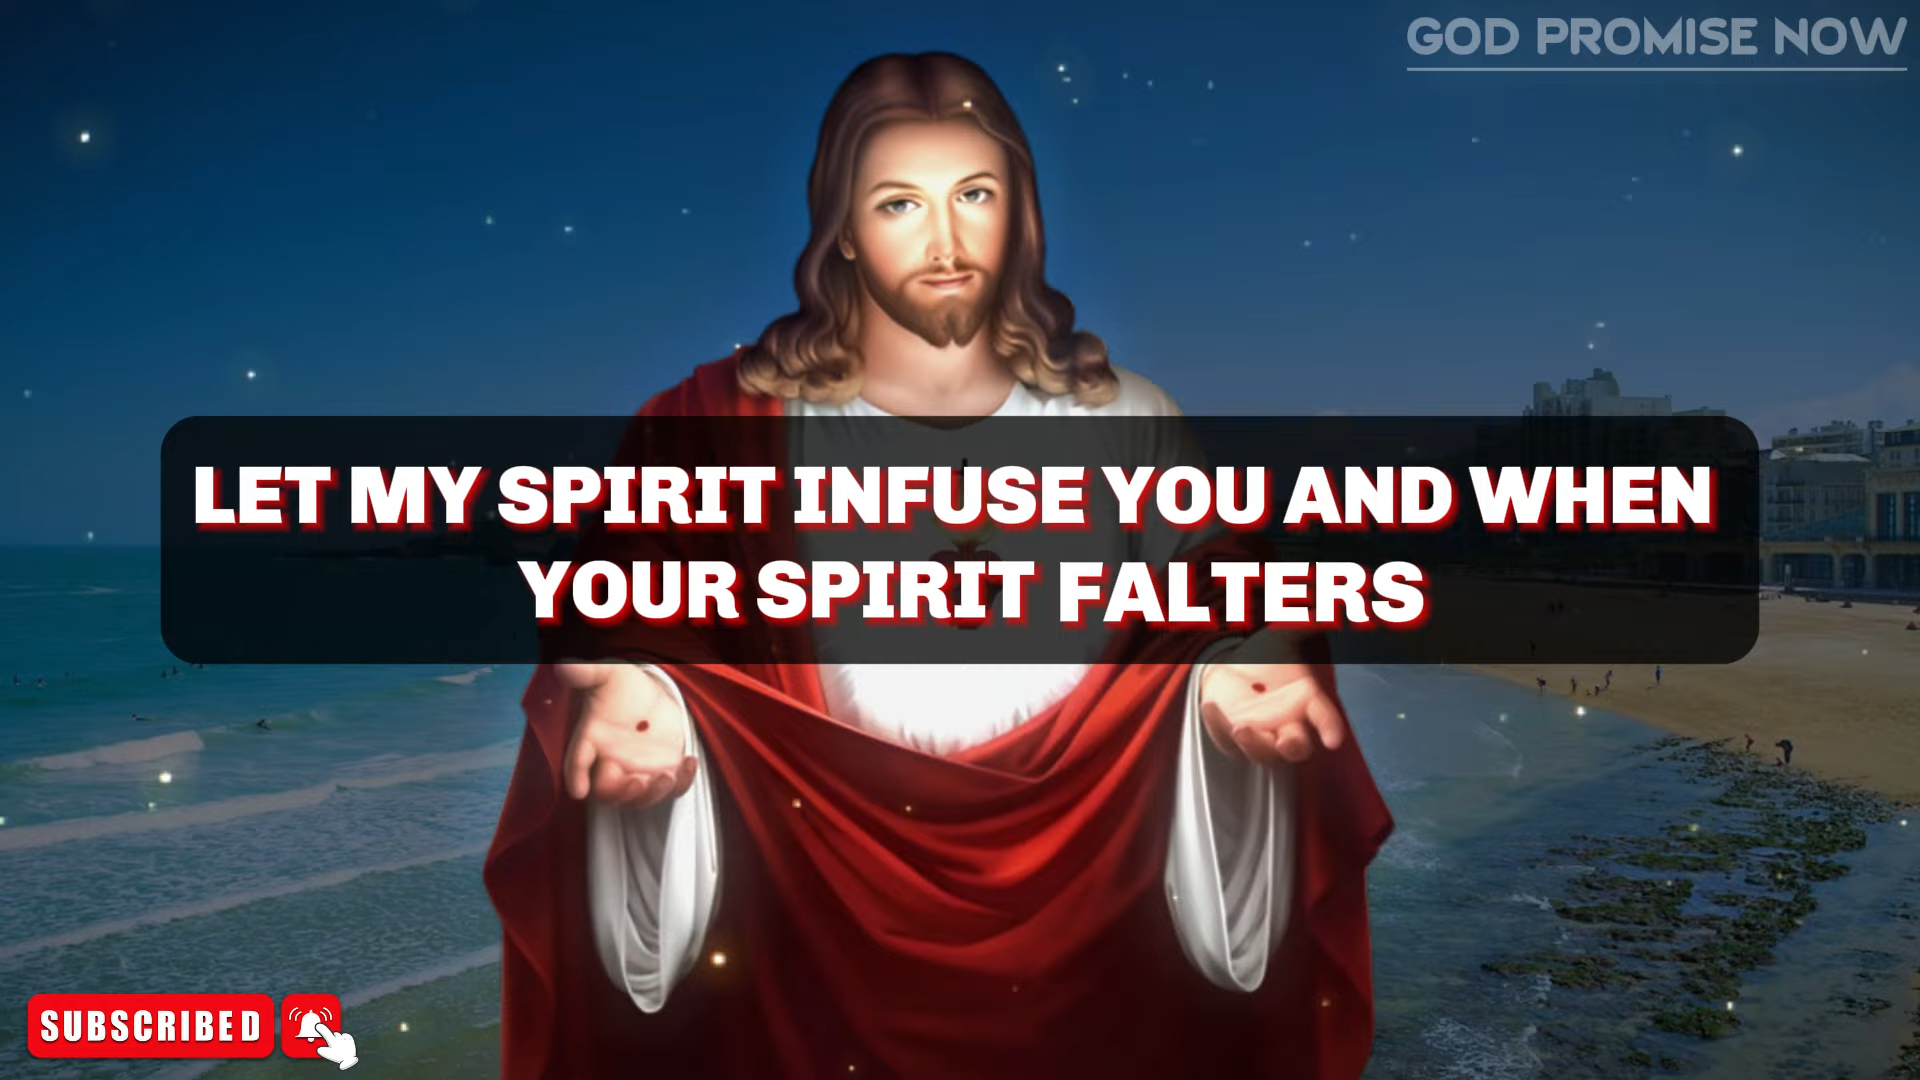 GOD PROMISE NOW
LET MY SPIRIT INFUSE YOU AND WHEN
YOUR SPIRIT FALTERS
SUBSCRIBED